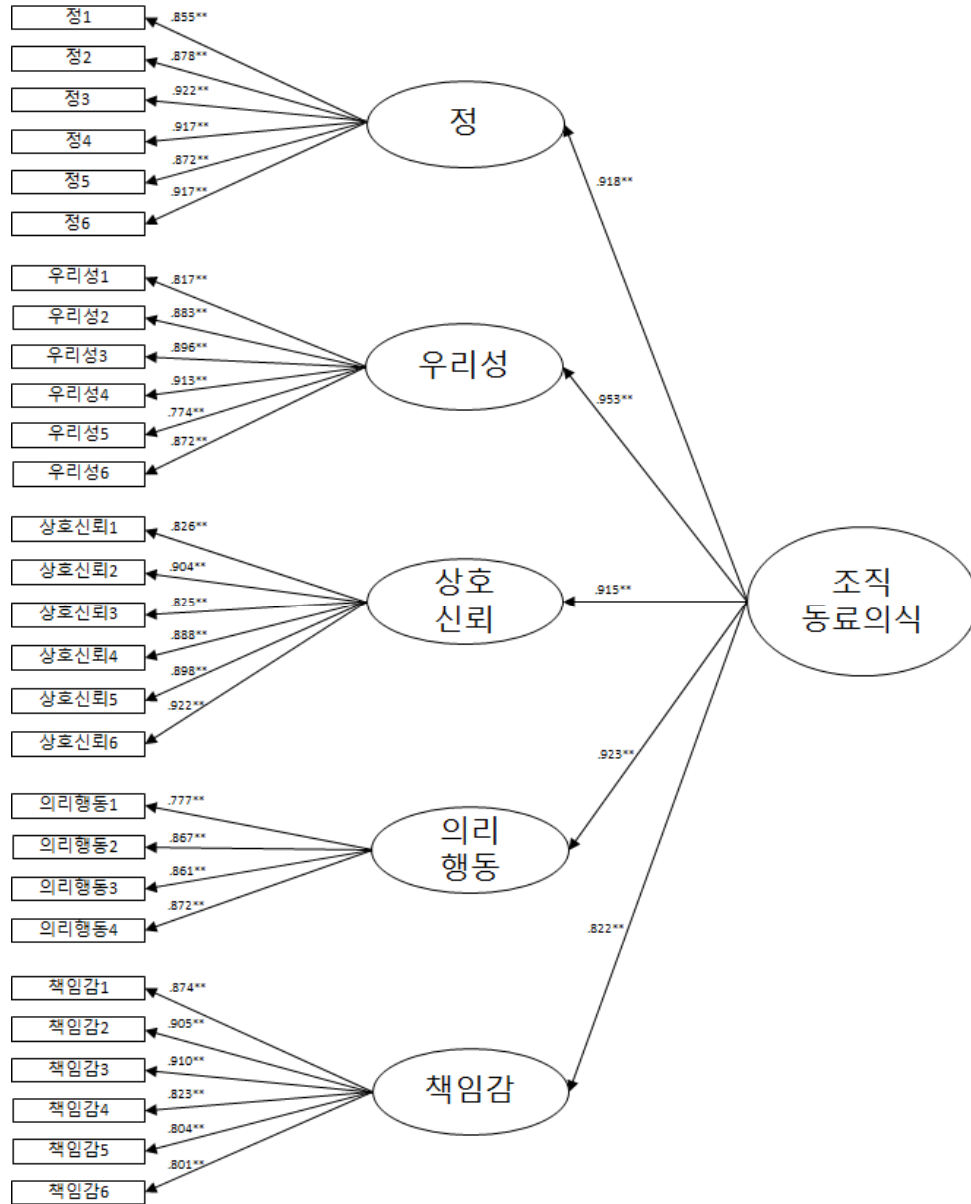 정1
.855**
정2
.878**
정3
.922**
정4
.917**
정5
.872**
정6
.917**
정
.918**
우리성1
.817**
우리성2
.883**
우리성3
.896**
우리성4
.913**
우리성5
.774**
우리성6
.872**
우리성
.953**
상호신뢰1
.826**
상호신뢰2
.904**
상호신뢰3
.825**
상호신뢰4
.888**
상호신뢰5
.898**
상호신뢰6
.922**
상호
신뢰
.915**
조직
동료의식
의리행동1
.777**
의리행동2
.867**
의리행동3
.861**
의리행동4
.872**
의리
행동
.923**
책임감1
.874**
책임감2
.905**
책임감3
.910**
책임감4
.823**
책임감5
.804**
책임감6
.801**
책임감
.822**